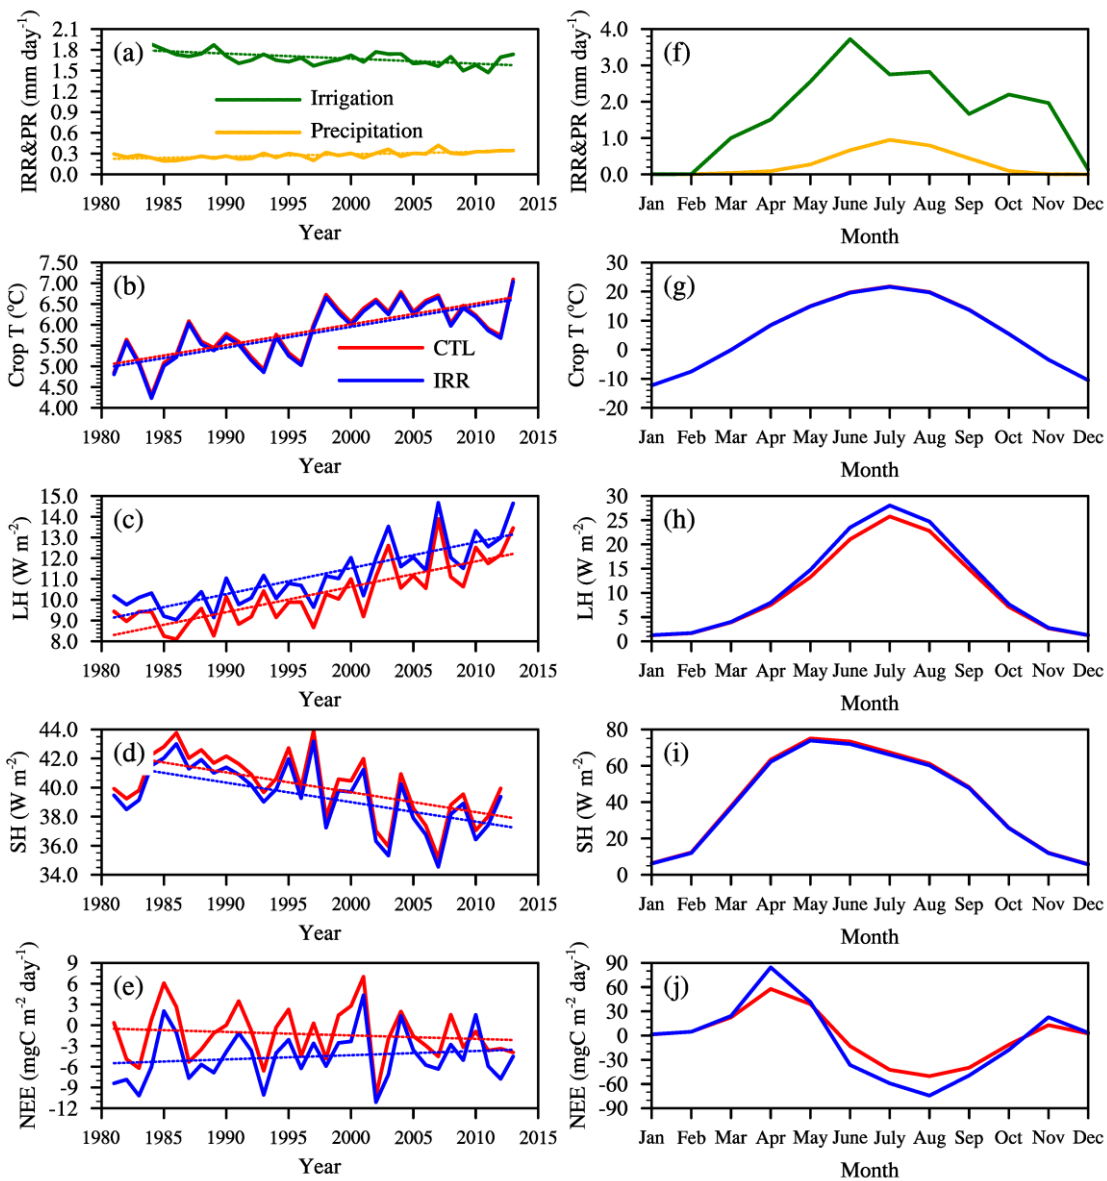 IRR&PR (mm day-1)
2.1
1.8
1.5
1.2
0.9
0.6
0.3
0.0
(a)
Irrigation
Precipitation
1980 1985 1990 1995 2000 2005 2010 2015
Year
IRR&PR (mm day-1)
4.0
3.0
2.0
1.0
0.0
(f)
Jan Feb Mar Apr May June July Aug Sep Oct Nov Dec
Month
Crop T (°C)
7.50
7.00
6.50
6.00
5.50
5.00
4.50
4.00
(b)
CTL
IRR
1980 1985 1990 1995 2000 2005 2010 2015
Year
Crop T (°C)
30
20
10
0
-10
-20
(g)
Jan Feb Mar Apr May June July Aug Sep Oct Nov Dec
Month
LH (W m-2)
15.0
14.0
13.0
12.0
11.0
10.0
9.0
8.0
(c)
1980 1985 1990 1995 2000 2005 2010 2015
Year
LH (W m-2)
30
25
20
15
10
5
0
(h)
Jan Feb Mar Apr May June July Aug Sep Oct Nov Dec
Month
SH (W m-2)
44.0
42.0
40.0
38.0
36.0
34.0
(d)
1980 1985 1990 1995 2000 2005 2010 2015
Year
SH (W m-2)
80
60
40
20
0
(i)
Jan Feb Mar Apr May June July Aug Sep Oct Nov Dec
Month
NEE (mgC m-2 day-1)
9
6
3
0
-3
-6
-9
-12
(e)
1980 1985 1990 1995 2000 2005 2010 2015
Year
NEE (mgC m-2 day-1)
90
60
30
0
-30
-60
-90
(j)
Jan Feb Mar Apr May June July Aug Sep Oct Nov Dec
Month